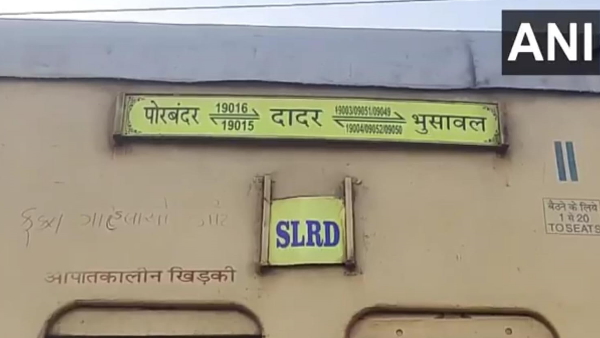 ANI
पोरबंदर 19016 19015 दादर 19003/09051/09049 19004/09052/09050 भुसावल
SLRD
बैठने के लिये
1 से 20
TO SEATS
आपातकालीन खिड़की